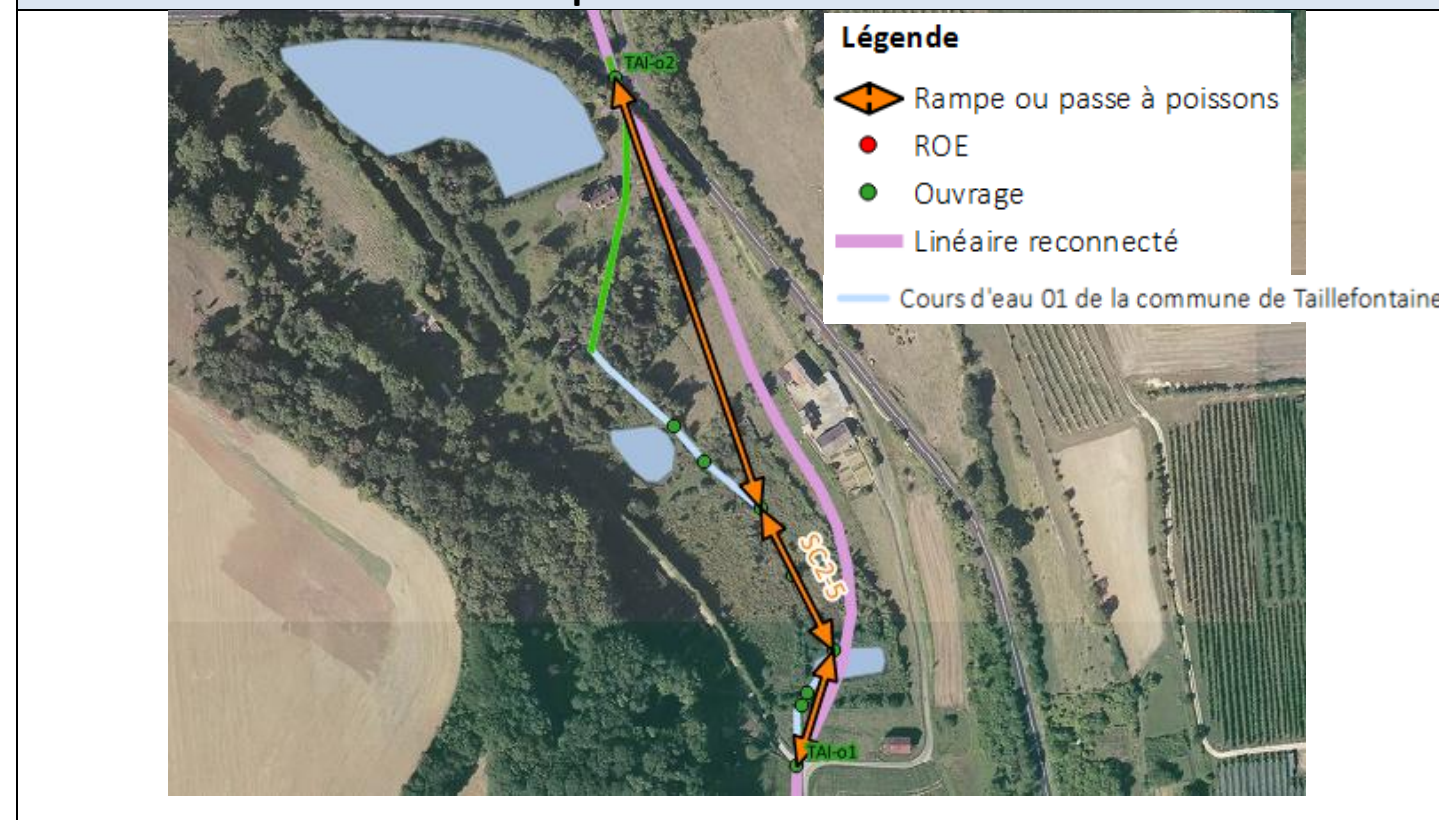 Légende
Rampe ou passe à poissons
ROE
Ouvrage
Linéaire reconnecté
Cours d'eau 01 de la commune de Taillefontaine
TAI-o2
SC2-5
TAI-o1